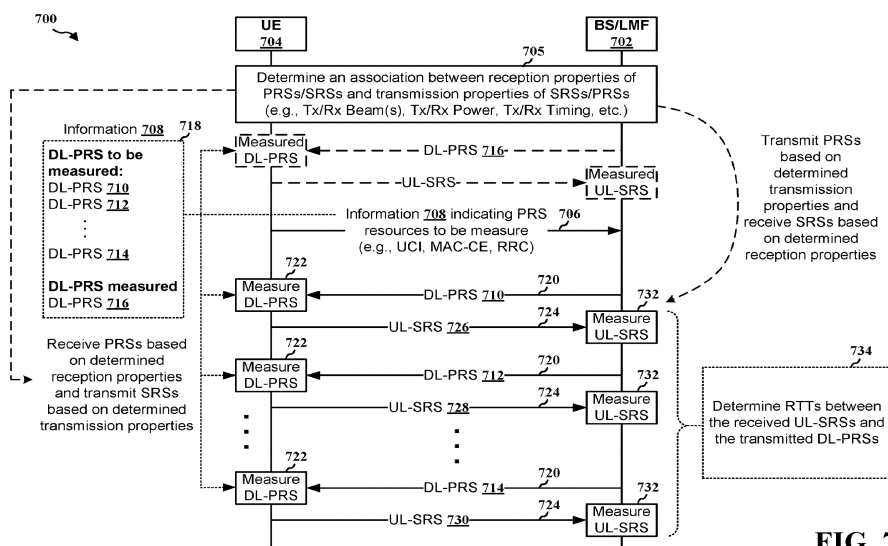 700
UE
704
BS/LMF
702
705
Determine an association between reception properties of
PRSs/SRSs and transmission properties of SRSs/PRSs
(e.g., Tx/Rx Beam(s), Tx/Rx Power, Tx/Rx Timing, etc.)
Information 708
718
DL-PRS to be
measured:
DL-PRS 710
DL-PRS 712
DL-PRS 714
DL-PRS measured
DL-PRS 716
Measured
DL-PRS
DL-PRS 716
UL-SRS
Measured
UL-SRS
Information 708 indicating PRS
resources to be measure
(e.g., UCI, MAC-CE, RRC)
706
Transmit PRSs
based on
determined
transmission
properties and
receive SRSs based
on determined
reception properties
722
Measure
DL-PRS
DL-PRS 710
720
732
Measure
UL-SRS
UL-SRS 726
724
Receive PRSs based
on determined
reception properties
and transmit SRSs
based on determined
transmission properties
722
Measure
DL-PRS
DL-PRS 712
720
732
Measure
UL-SRS
UL-SRS 728
724
734
Determine RTTs between
the received UL-SRSs and
the transmitted DL-PRSs
722
Measure
DL-PRS
DL-PRS 714
720
732
Measure
UL-SRS
UL-SRS 730
724
FIG. 7